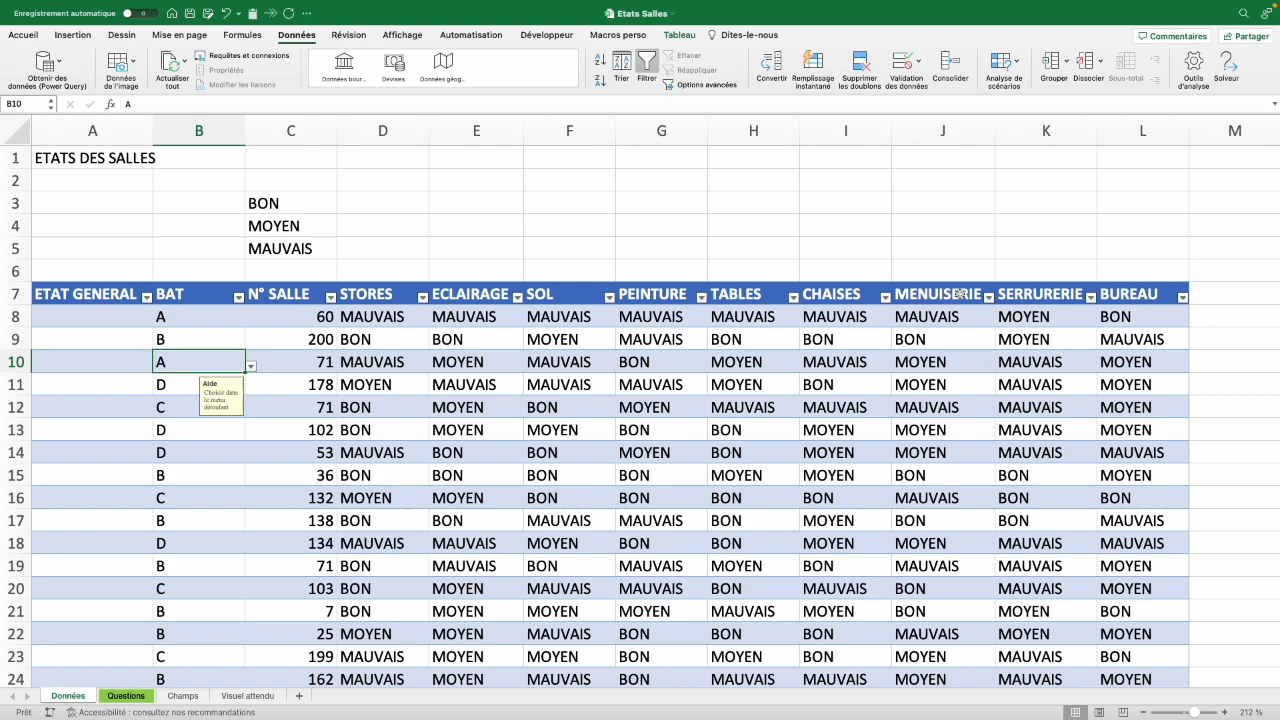 Enregistrement automatique
Etats Salles
Accueil Insertion Dessin Mise en page Formules Données Révision Affichage Automatisation Développeur Macros perso Tableau Dites-le-nous Commentaires Partager
Obtenir des données (Power Query)
Données de l'image
Actualiser tout
Requêtes et connexions
Propriétés
Modifier les liaisons
Données bour... Devises Données géog...
Trier
Filtrer
Effacer
Réappliquer
Options avancées
Convertir
Remplissage instantané
Supprimer les doublons
Validation des données
Consolider
Analyse de scénarios
Grouper Dissocier Sous-total
Outils d'analyse
Solveur
B10 fx A
A B C D E F G H I J K L M
1 ETATS DES SALLES
2
3 BON
4 MOYEN
5 MAUVAIS
6
7 ETAT GENERAL BAT N° SALLE STORES ECLAIRAGE SOL PEINTURE TABLES CHAISES MENUISERIE SERRURERIE BUREAU
8 A 60 MAUVAIS MAUVAIS MAUVAIS MAUVAIS MAUVAIS MAUVAIS MAUVAIS MOYEN BON
9 B 200 BON BON MOYEN MAUVAIS BON BON BON MOYEN MAUVAIS
10 A 71 MAUVAIS MOYEN MAUVAIS BON MOYEN MAUVAIS MOYEN MAUVAIS MOYEN
11 D 178 MOYEN MAUVAIS MAUVAIS MAUVAIS MOYEN BON MOYEN MAUVAIS MOYEN
12 C 71 BON MOYEN BON MOYEN MAUVAIS MAUVAIS MAUVAIS MAUVAIS MOYEN
13 D 102 BON MOYEN MOYEN BON BON MOYEN MOYEN MAUVAIS MOYEN
14 D 53 MAUVAIS BON BON MOYEN BON MOYEN MOYEN MAUVAIS MAUVAIS
15 B 36 BON BON BON BON MOYEN MOYEN BON BON MOYEN
16 C 132 MOYEN MOYEN BON BON BON BON MAUVAIS BON BON
17 B 138 BON BON MAUVAIS MAUVAIS BON MOYEN BON BON MAUVAIS
18 D 134 MAUVAIS MAUVAIS MOYEN BON BON MOYEN MOYEN MAUVAIS MAUVAIS
19 B 71 BON MAUVAIS BON MAUVAIS BON MOYEN MAUVAIS MOYEN MOYEN
20 C 103 BON MOYEN MAUVAIS MAUVAIS BON MAUVAIS BON MAUVAIS MOYEN
21 B 7 BON MOYEN MOYEN MOYEN MAUVAIS MOYEN BON MOYEN BON
22 B 25 MOYEN MOYEN MAUVAIS BON BON BON MAUVAIS MOYEN MOYEN
23 C 199 MAUVAIS MOYEN MOYEN BON MOYEN BON MOYEN MAUVAIS BON
24 B 162 MAUVAIS MOYEN MAUVAIS BON MOYEN MAUVAIS MOYEN MAUVAIS MOYEN
Aide
Choisir dans
le menu
déroulant
Données Questions Champs Visuel attendu
Prêt Accessibilité : consultez nos recommandations 212 %